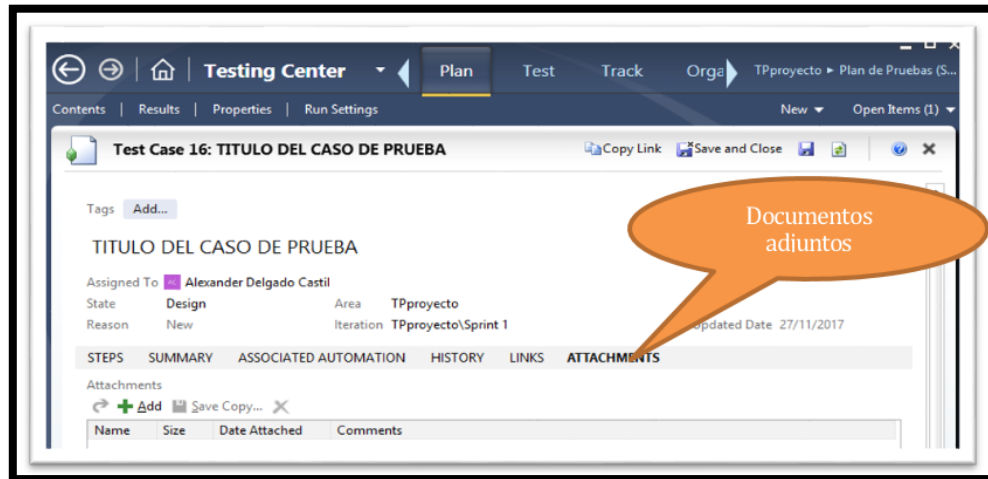 Testing Center Plan Test Track Orga TPproyecto ▸ Plan de Pruebas (S...
Contents | Results | Properties | Run Settings New Open Items (1)
Test Case 16: TITULO DEL CASO DE PRUEBA Copy Link Save and Close
Tags Add...
Documentos
adjuntos
TITULO DEL CASO DE PRUEBA
Assigned To Alexander Delgado Castil
State Design Area TPproyecto
Reason New Iteration TPproyecto\Sprint 1 Updated Date 27/11/2017
STEPS SUMMARY ASSOCIATED AUTOMATION HISTORY LINKS ATTACHMENTS
Attachments
Add Save Copy...
Name Size Date Attached Comments